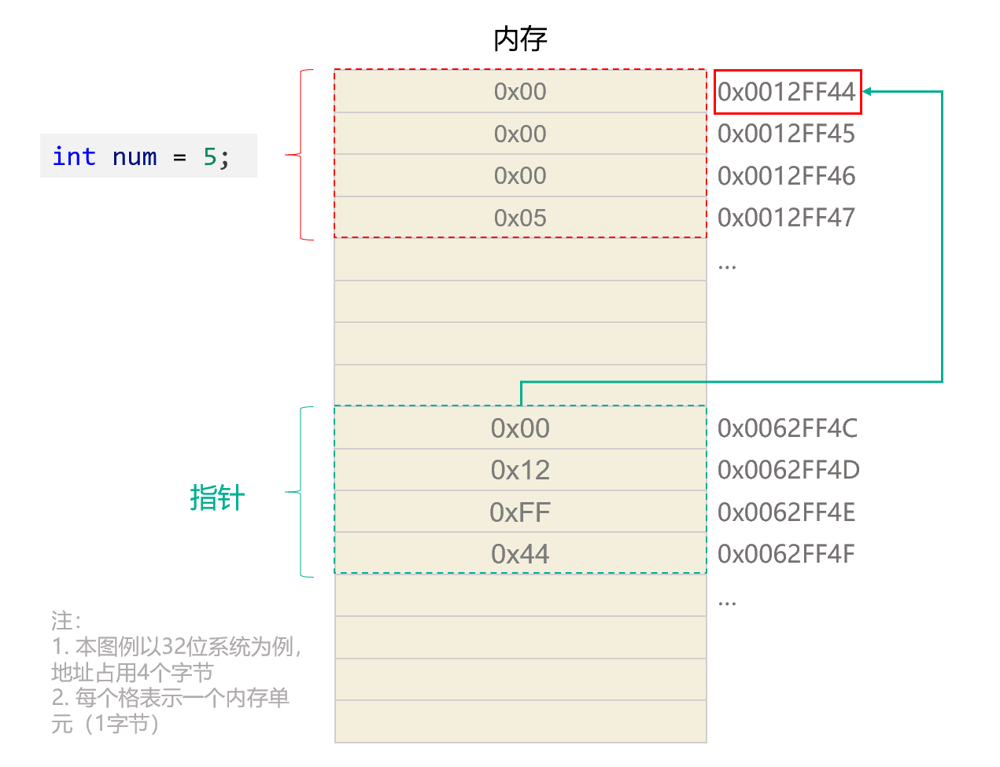 内存
0x00 0x0012FF44
0x00 0x0012FF45
int num = 5;
0x00 0x0012FF46
0x05 0x0012FF47
...
0x00 0x0062FF4C
0x12 0x0062FF4D
指针
0xFF 0x0062FF4E
0x44 0x0062FF4F
...
注：
1. 本图例以32位系统为例，
地址占用4个字节
2. 每个格表示一个内存单
元（1字节）